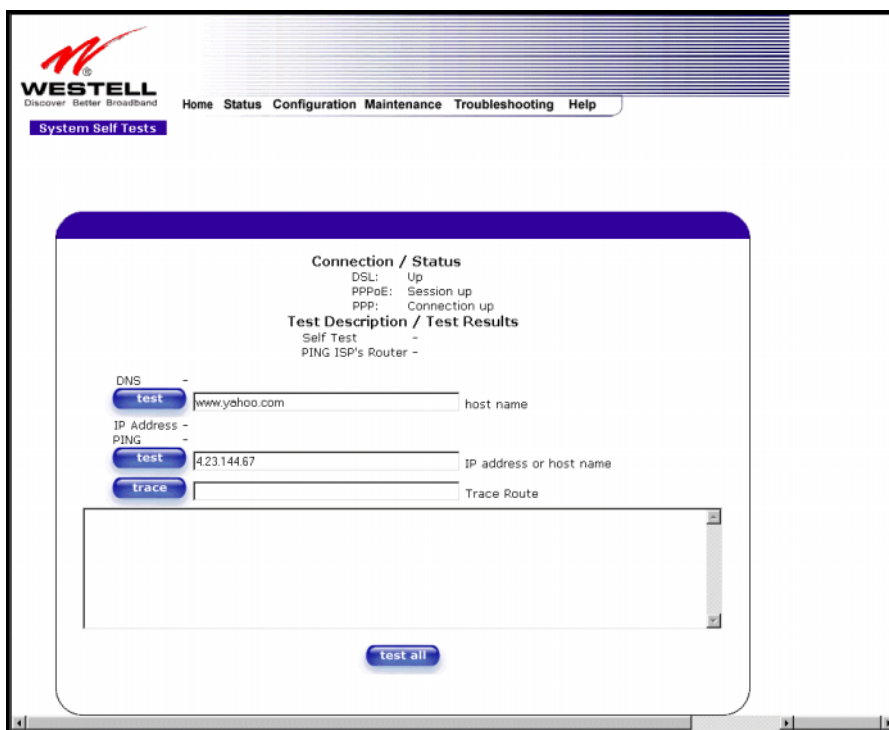 ®
WESTELL
Discover Better Broadband
Home Status Configuration Maintenance Troubleshooting Help
System Self Tests
Connection / Status
DSL: Up
PPPoE: Session up
PPP: Connection up
Test Description / Test Results
Self Test -
PING ISP's Router -
DNS -
test www.yahoo.com host name
IP Address -
PING -
test 4.23.144.67 IP address or host name
trace Trace Route
test all